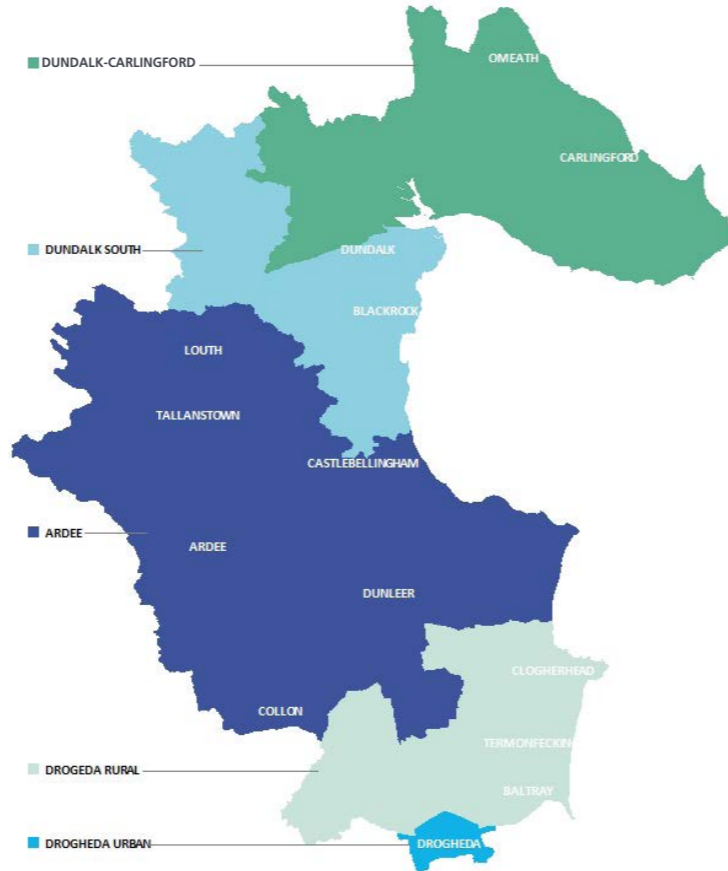 OMEATH
DUNDALK-CARLINGFORD
CARLINGFORD
DUNDALK SOUTH
DUNDALK
BLACKROCK
LOUTH
TALLANSTOWN
CASTLEBELLINGHAM
ARDEE
ARDEE
DUNLEER
CLOGHERHEAD
COLLON
TERMONFECKIN
DROGEDA RURAL
BALTRAY
DROGHEDA URBAN
DROGHEDA